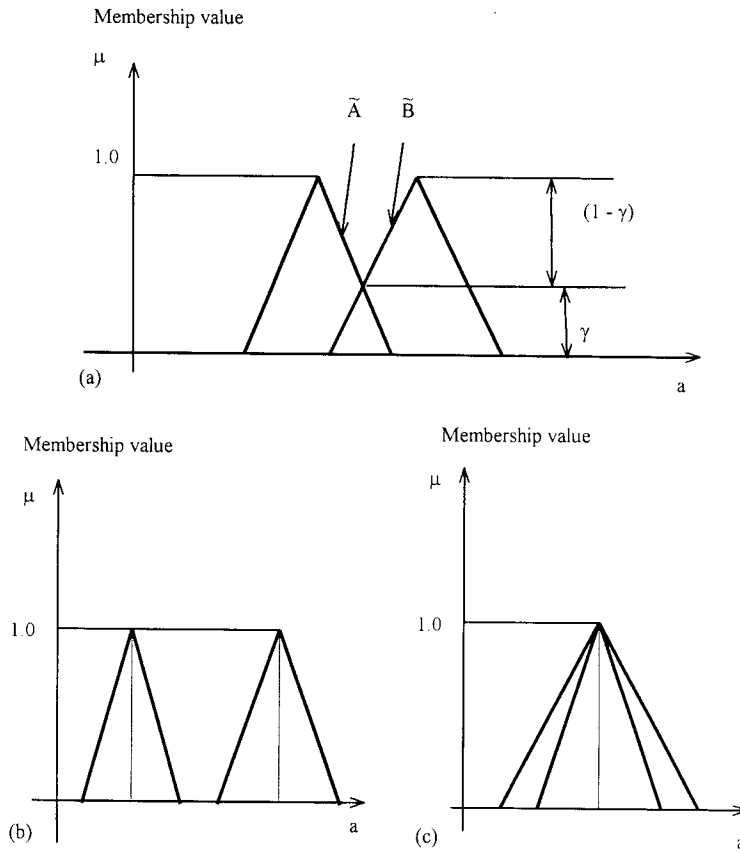 Membership value
μ
Ã
B̃
1.0
(1 - γ)
γ
(a)
a
Membership value
μ
1.0
(b)
a
Membership value
μ
1.0
(c)
a